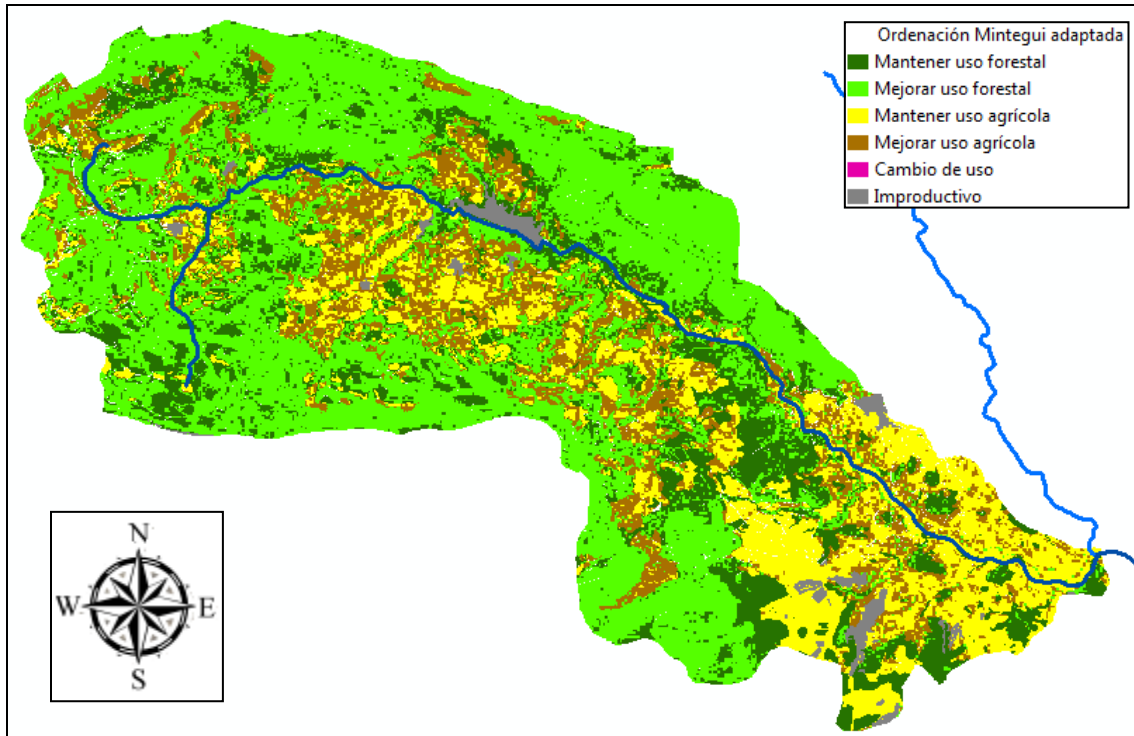 Ordenación Mintegui adaptada
Mantener uso forestal
Mejorar uso forestal
Mantener uso agrícola
Mejorar uso agrícola
Cambio de uso
Improductivo
N
W E
S